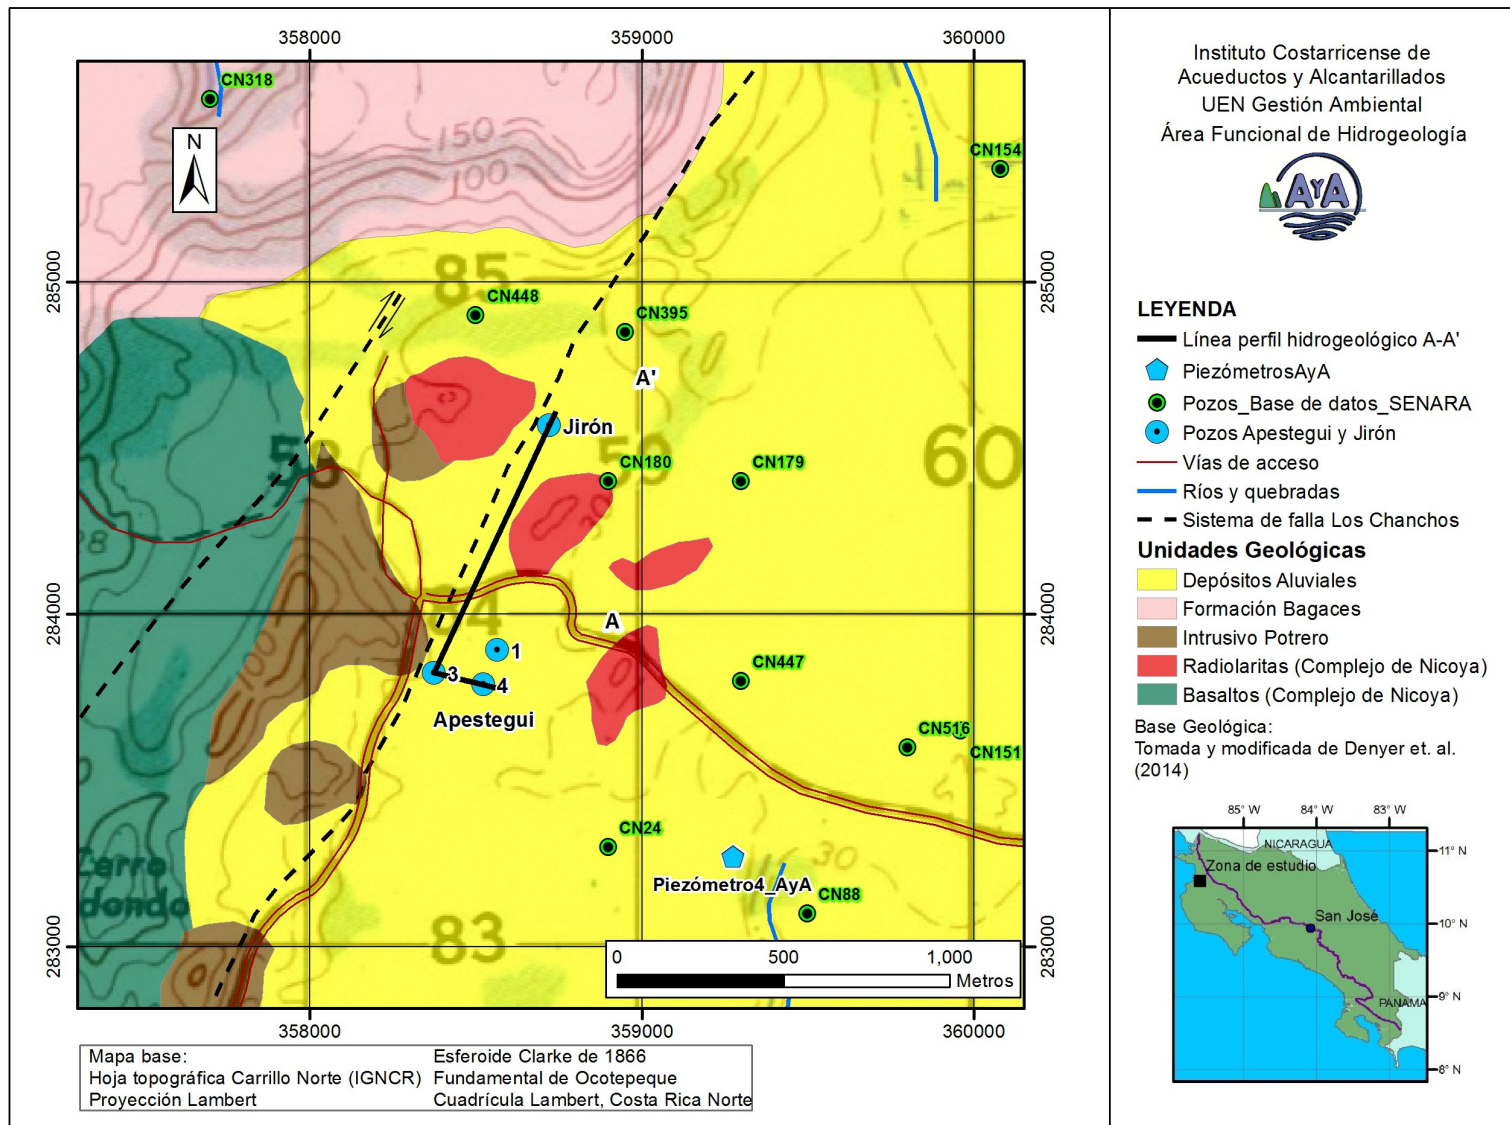 358000
359000
360000
CN318
N
150
100
CN154
285000
285000
85
CN448
CN395
A'
Jirón
58
59
60
CN180
CN179
284000
284000
84
A
1
3
4
Apestegui
CN447
CN516
CN151
CN24
30
Piezómetro4_AyA
CN88
Cerro
dondo
83
283000
283000
0 500 1,000
Metros
358000
359000
360000
Mapa base:
Hoja topográfica Carrillo Norte (IGNCR)
Proyección Lambert
Esferoide Clarke de 1866
Fundamental de Ocotepeque
Cuadrícula Lambert, Costa Rica Norte
Instituto Costarricense de
Acueductos y Alcantarillados
UEN Gestión Ambiental
Área Funcional de Hidrogeología
AYA
LEYENDA
Línea perfil hidrogeológico A-A'
PiezómetrosAyA
Pozos_Base de datos_SENARA
Pozos Apestegui y Jirón
Vías de acceso
Ríos y quebradas
Sistema de falla Los Chanchos
Unidades Geológicas
Depósitos Aluviales
Formación Bagaces
Intrusivo Potrero
Radiolaritas (Complejo de Nicoya)
Basaltos (Complejo de Nicoya)
Base Geológica:
Tomada y modificada de Denyer et. al.
(2014)
85° W 84° W 83° W
NICARAGUA
11° N
Zona de estudio
San José
10° N
PANAMA
9° N
8° N